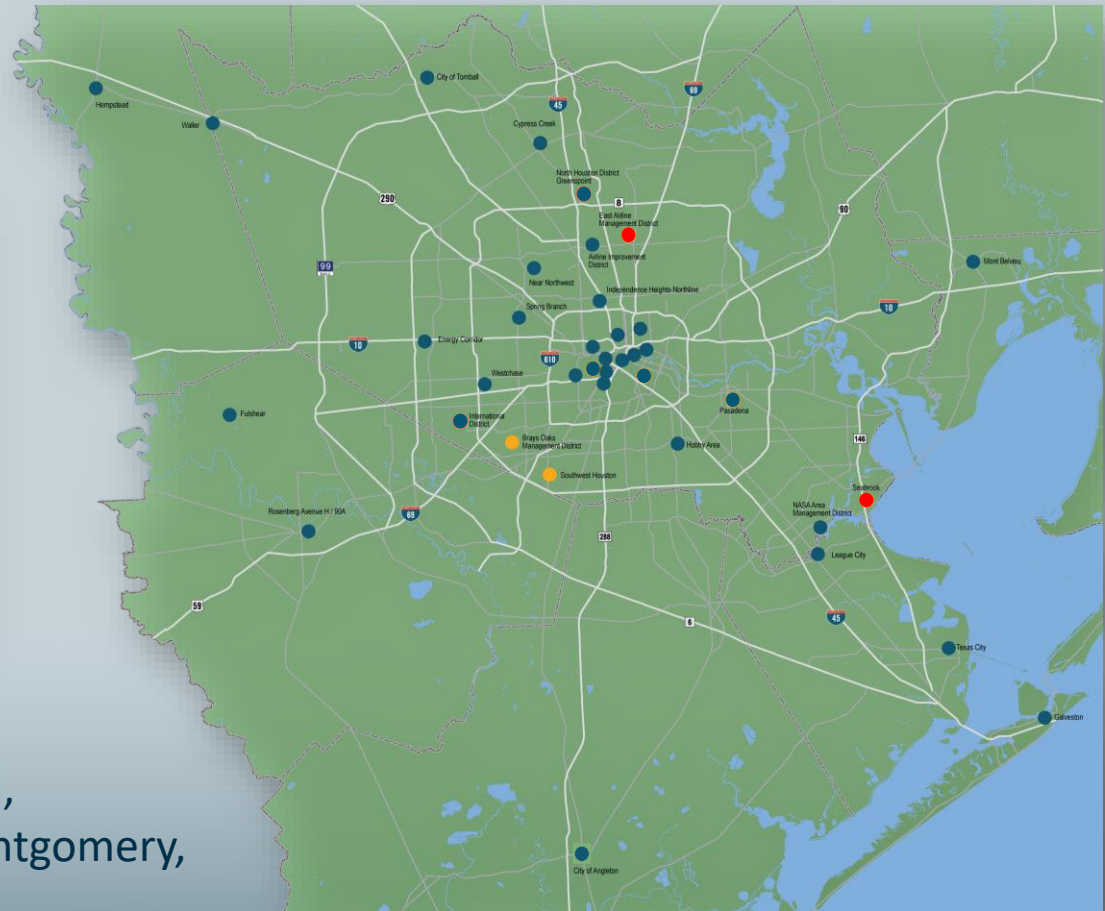 City of Tomball
Hempstead
Waller
45
69
Cypress Creek
North Houston District
Greenspoint
290
8
East Aldine
Management District
90
Airline Improvement
District
99
Near Northwest
Mont Belvieu
Independence Heights-Northline
Spring Branch
10
10
Energy Corridor
610
Westchase
Pasadena
Fulshear
International
District
Brays Oaks
Management District
Hobby Area
146
Southwest Houston
Seabrook
NASA Area
Management District
Rosenberg Avenue H / 90A
69
288
League City
59
6
45
Texas City
Galveston
,
ntgomery,
City of Angleton